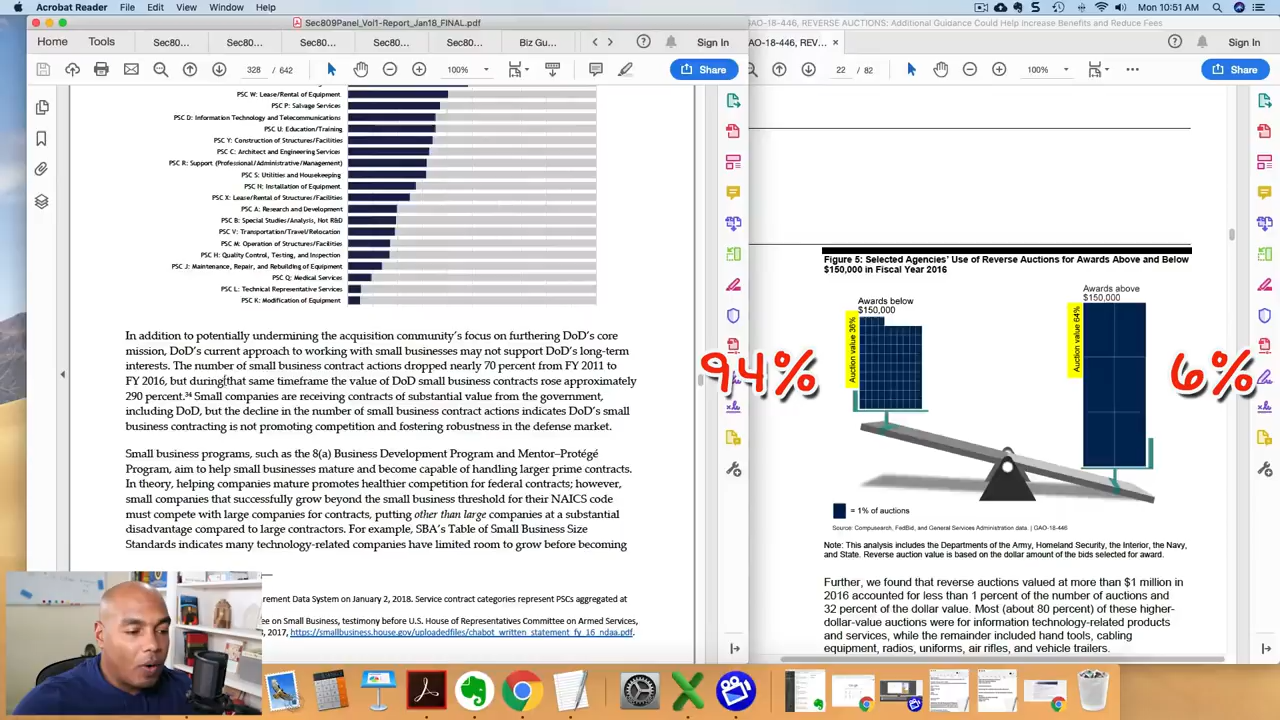 Acrobat Reader File Edit View Window Help
Mon 10:51 AM
Sec809Panel_Vol1-Report_Jan18_FINAL.pdf
GAO-18-446, REVERSE AUCTIONS: Additional Guidance Could Help Increase Benefits and Reduce Fees
Home Tools Sec80... Sec80... Sec80... Sec80... Sec80... Biz Gu... Sign In
GAO-18-446, REV... Sign In
328 / 642 100% Share
22 / 82 100% Share
PSC W: Lease/Rental of Equipment
PSC P: Salvage Services
PSC D: Information Technology and Telecommunications
PSC U: Education/Training
PSC Y: Construction of Structures/Facilities
PSC C: Architect and Engineering Services
PSC R: Support (Professional/Administrative/Management)
PSC S: Utilities and Housekeeping
PSC N: Installation of Equipment
PSC X: Lease/Rental of Structures/Facilities
PSC A: Research and Development
PSC B: Special Studies/Analysis, Not R&D
PSC V: Transportation/Travel/Relocation
PSC M: Operation of Structures/Facilities
PSC H: Quality Control, Testing, and Inspection
PSC J: Maintenance, Repair, and Rebuilding of Equipment
PSC Q: Medical Services
PSC L: Technical Representative Services
PSC K: Modification of Equipment
In addition to potentially undermining the acquisition community's focus on furthering DoD's core
mission, DoD's current approach to working with small businesses may not support DoD's long-term
interests. The number of small business contract actions dropped nearly 70 percent from FY 2011 to
FY 2016, but during that same timeframe the value of DoD small business contracts rose approximately
290 percent.³⁴ Small companies are receiving contracts of substantial value from the government,
including DoD, but the decline in the number of small business contract actions indicates DoD's small
business contracting is not promoting competition and fostering robustness in the defense market.
Small business programs, such as the 8(a) Business Development Program and Mentor–Protégé
Program, aim to help small businesses mature and become capable of handling larger prime contracts.
In theory, helping companies mature promotes healthier competition for federal contracts; however,
small companies that successfully grow beyond the small business threshold for their NAICS code
must compete with large companies for contracts, putting other than large companies at a substantial
disadvantage compared to large contractors. For example, SBA's Table of Small Business Size
Standards indicates many technology-related companies have limited room to grow before becoming
rement Data System on January 2, 2018. Service contract categories represent PSCs aggregated at
ee on Small Business, testimony before U.S. House of Representatives Committee on Armed Services,
, 2017, https://smallbusiness.house.gov/uploadedfiles/chabot_written_statement_fy_16_ndaa.pdf.
Figure 5: Selected Agencies' Use of Reverse Auctions for Awards Above and Below
$150,000 in Fiscal Year 2016
Awards below
$150,000
Awards above
$150,000
Auction value 36%
Auction value 64%
94%
6%
= 1% of auctions
Source: Compusearch, FedBid, and General Services Administration data. | GAO-18-446
Note: This analysis includes the Departments of the Army, Homeland Security, the Interior, the Navy,
and State. Reverse auction value is based on the dollar amount of the bids selected for award.
Further, we found that reverse auctions valued at more than $1 million in
2016 accounted for less than 1 percent of the number of auctions and
32 percent of the dollar value. Most (about 80 percent) of these higher-
dollar-value auctions were for information technology-related products
and services, while the remainder included hand tools, cabling
equipment, radios, uniforms, air rifles, and vehicle trailers.